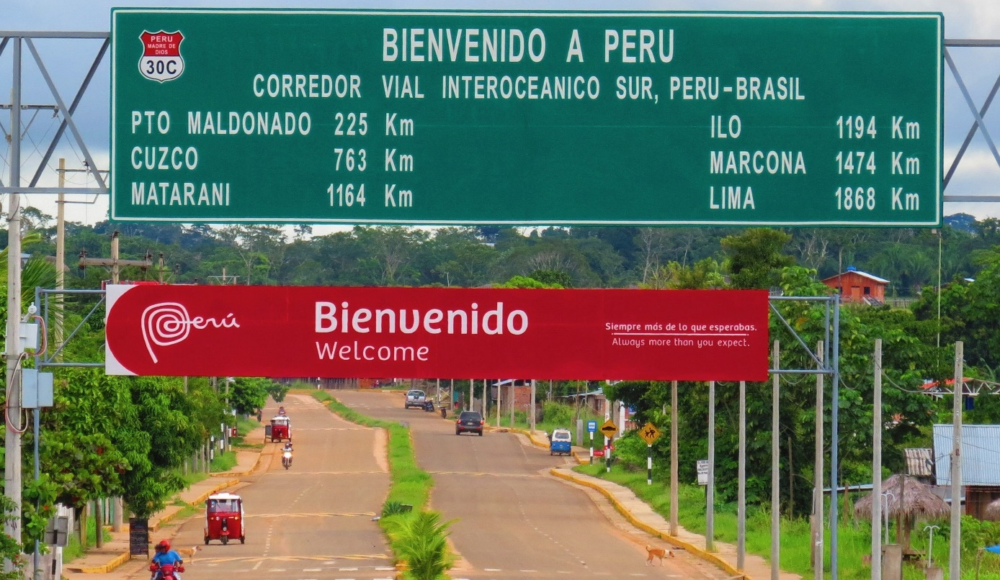 PERU
MADRE DE
DIOS
30C
BIENVENIDO A PERU
CORREDOR VIAL INTEROCEANICO SUR, PERU-BRASIL
PTO MALDONADO 225 Km
CUZCO 763 Km
MATARANI 1164 Km
ILO 1194 Km
MARCONA 1474 Km
LIMA 1868 Km
Perú
Bienvenido
Welcome
Siempre más de lo que esperabas.
Always more than you expect.